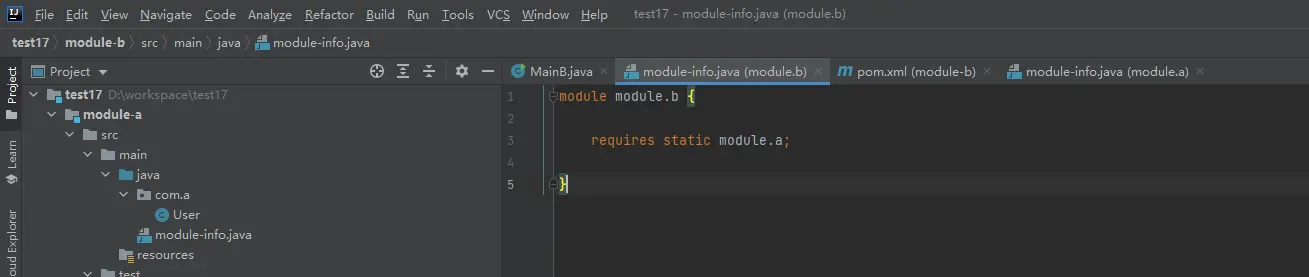 File Edit View Navigate Code Analyze Refactor Build Run Tools VCS Window Help test17 - module-info.java (module.b)
test17 module-b src main java module-info.java
Project
MainB.java module-info.java (module.b) pom.xml (module-b) module-info.java (module.a)
test17 D:\workspace\test17
module-a
src
main
java
com.a
User
module-info.java
resources
test
1 module module.b {
2
3 requires static module.a;
4
5 }
Project
Learn
oud Explorer